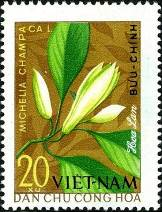 MICHELIA CHAMPACA L.
BƯU-CHÍNH
Hoa Lan
20
XU
VIỆT-NAM
DÂN CHỦ CỘNG HÒA